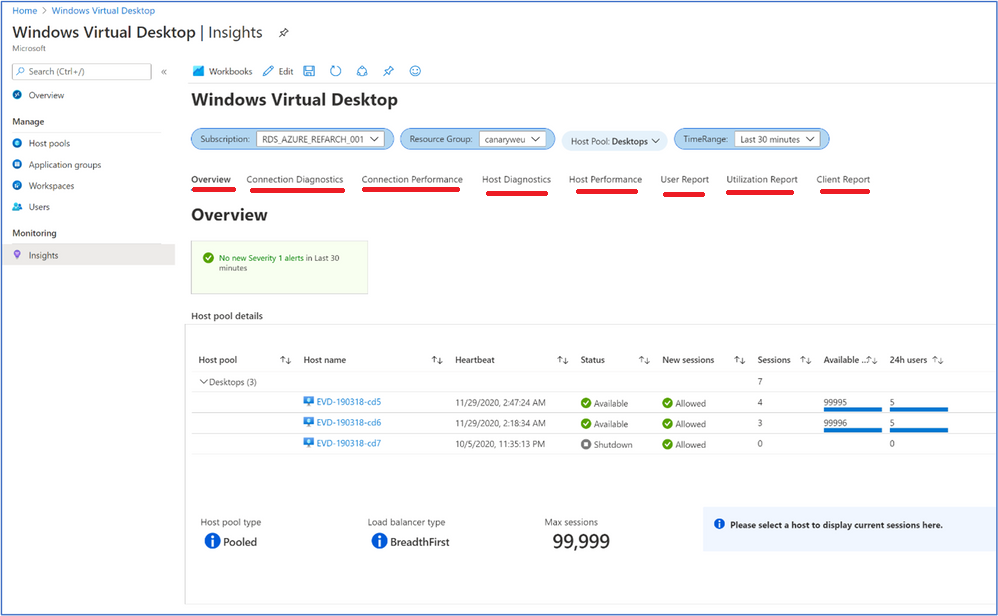 Home > Windows Virtual Desktop
Windows Virtual Desktop | Insights
Microsoft
Search (Ctrl+/)
«
Overview
Manage
Host pools
Application groups
Workspaces
Users
Monitoring
Insights
Workbooks Edit
Windows Virtual Desktop
Subscription: RDS_AZURE_REFARCH_001 Resource Group: canaryweu Host Pool: Desktops TimeRange: Last 30 minutes
Overview Connection Diagnostics Connection Performance Host Diagnostics Host Performance User Report Utilization Report Client Report
Overview
No new Severity 1 alerts in Last 30
minutes
Host pool details
Host pool ↑↓ Host name ↑↓ Heartbeat ↑↓ Status ↑↓ New sessions ↑↓ Sessions ↑↓ Available ...↑↓ 24h users ↑↓
Desktops (3) 7
EVD-190318-cd5 11/29/2020, 2:47:24 AM Available Allowed 4 99995 5
EVD-190318-cd6 11/29/2020, 2:18:34 AM Available Allowed 3 99996 5
EVD-190318-cd7 10/5/2020, 11:35:13 PM Shutdown Allowed 0 0
Host pool type Load balancer type Max sessions
Pooled BreadthFirst 99,999
Please select a host to display current sessions here.